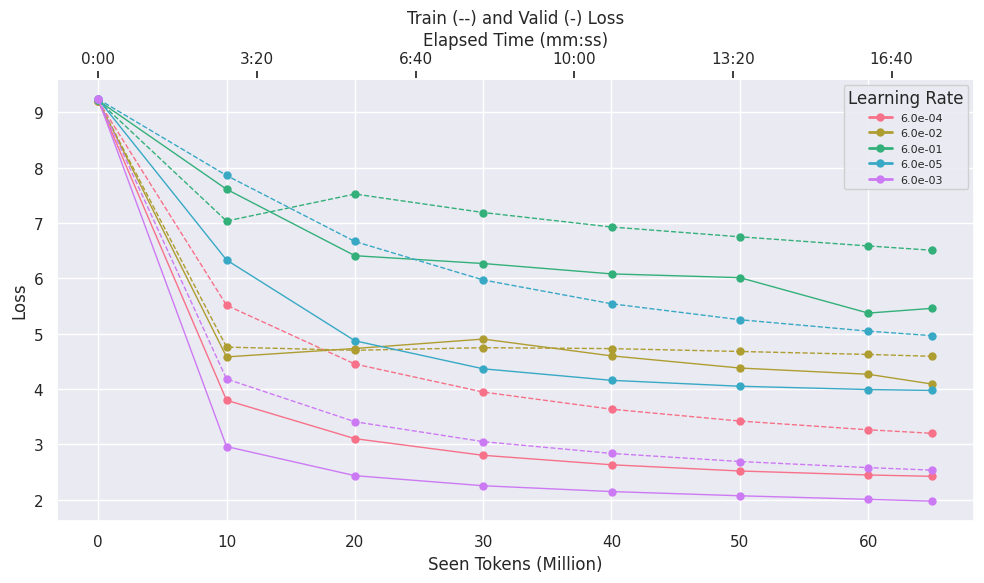 Train (--) and Valid (-) Loss
Elapsed Time (mm:ss)
0:00 3:20 6:40 10:00 13:20 16:40
Learning Rate
6.0e-04
6.0e-02
6.0e-01
6.0e-05
6.0e-03
Loss
9
8
7
6
5
4
3
2
0 10 20 30 40 50 60
Seen Tokens (Million)